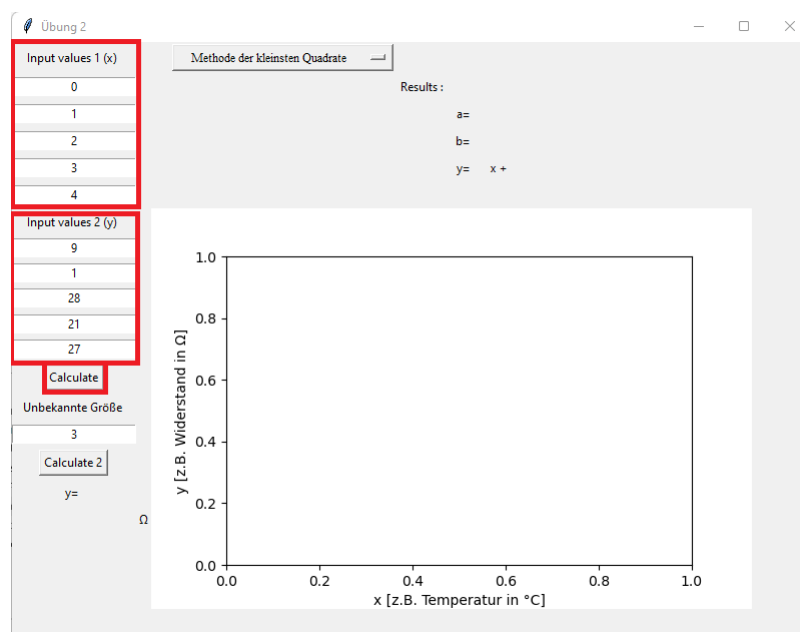 Übung 2
Input values 1 (x)
0
1
2
3
4
Input values 2 (y)
9
1
28
21
27
Calculate
Unbekannte Größe
3
Calculate 2
y=
Ω
Methode der kleinsten Quadrate
Results :
a=
b=
y= x +
1.0
0.8
0.6
0.4
0.2
0.0
y [z.B. Widerstand in Ω]
0.0 0.2 0.4 0.6 0.8 1.0
x [z.B. Temperatur in °C]